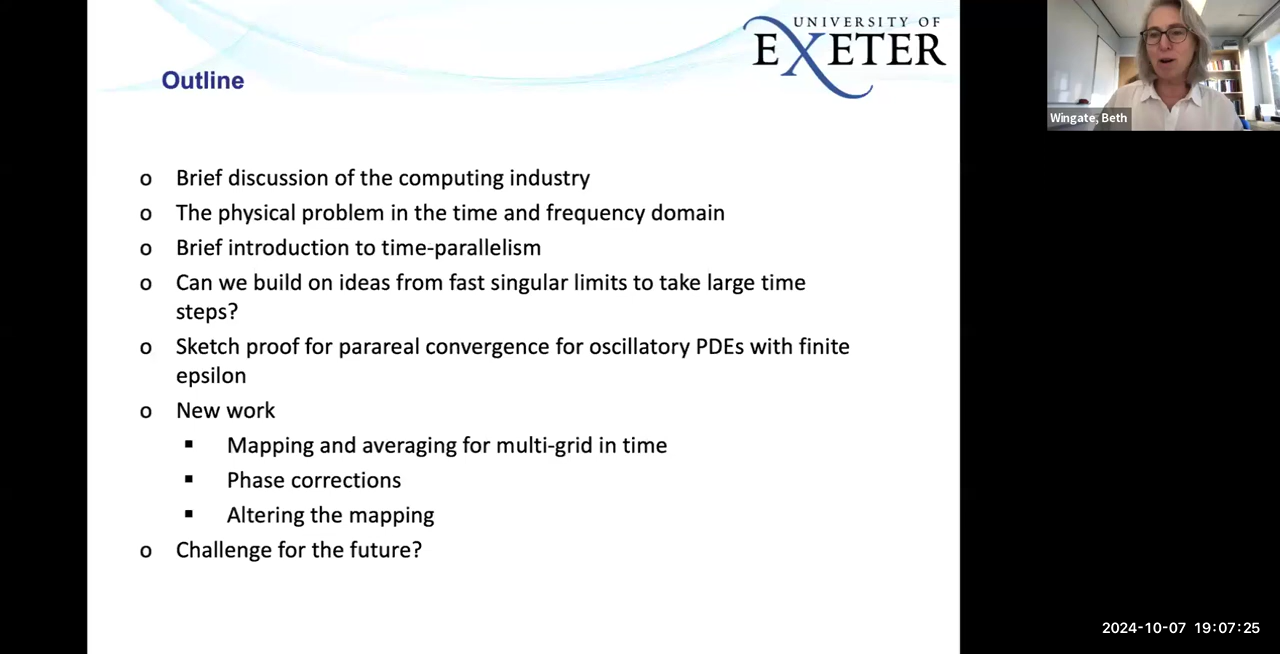 UNIVERSITY OF
EXETER
Outline
o Brief discussion of the computing industry
o The physical problem in the time and frequency domain
o Brief introduction to time-parallelism
o Can we build on ideas from fast singular limits to take large time
steps?
o Sketch proof for parareal convergence for oscillatory PDEs with finite
epsilon
o New work
▪ Mapping and averaging for multi-grid in time
▪ Phase corrections
▪ Altering the mapping
o Challenge for the future?
Wingate, Beth
2024-10-07 19:07:25